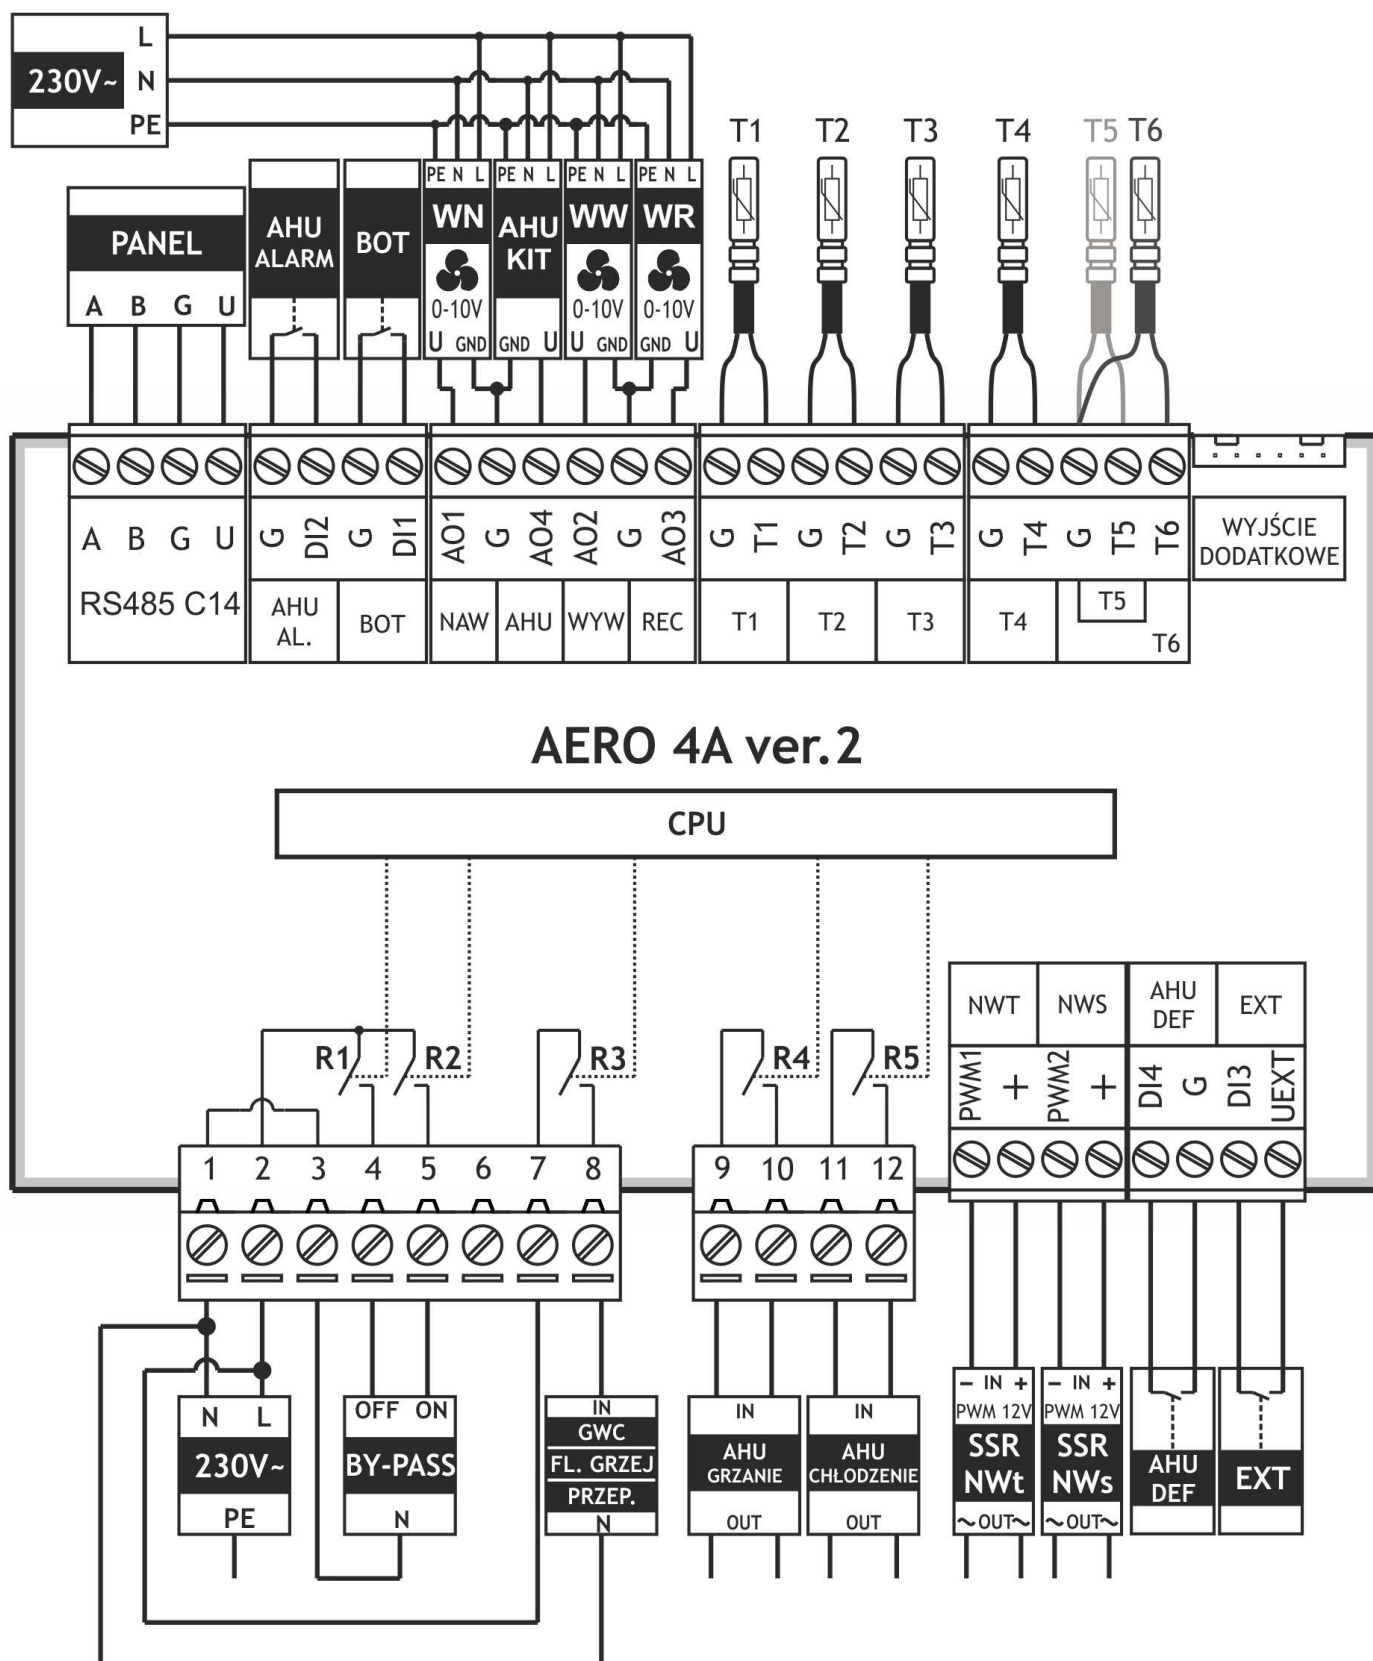 L
230V~ N
PE
T1 T2 T3 T4 T5 T6
PE N L PE N L PE N L PE N L
PANEL
AHU
ALARM
BOT
WN
AHU
KIT
WW
WR
0-10V 0-10V 0-10V
A B G U
U GND GND U U GND GND U
A B G U G DI2 G DI1 AO1 G AO4 AO2 G AO3 G T1 G T2 G T3 G T4 G T5 T6
WYJŚCIE
DODATKOWE
RS485 C14
AHU
AL.
BOT
NAW AHU WYW REC T1 T2 T3 T4 T5
T6
AERO 4A ver.2
CPU
NWT NWS
AHU
DEF
EXT
R1 R2 R3 R4 R5
PWM1 + PWM2 + DI4 G DI3 UEXT
1 2 3 4 5 6 7 8 9 10 11 12
N L
230V~
PE
OFF ON
BY-PASS
N
IN
GWC
FL. GRZEJ
PRZEP.
N
IN
AHU
GRZANIE
OUT
IN
AHU
CHŁODZENIE
OUT
− IN +
PWM 12V
SSR
NWt
~OUT~
− IN +
PWM 12V
SSR
NWs
~OUT~
AHU
DEF
EXT